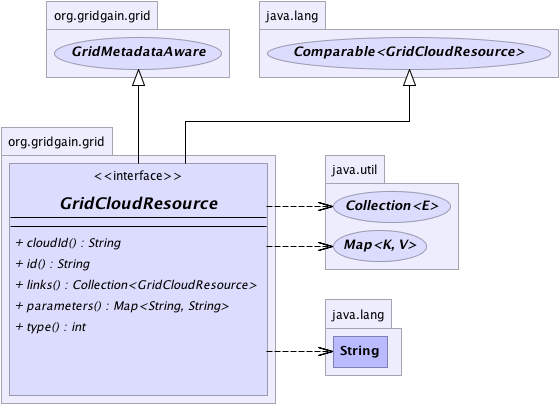 org.gridgain.grid
GridMetadataAware
java.lang
Comparable<GridCloudResource>
org.gridgain.grid
<<interface>>
GridCloudResource
+ cloudId() : String
+ id() : String
+ links() : Collection<GridCloudResource>
+ parameters() : Map<String, String>
+ type() : int
java.util
Collection<E>
Map<K, V>
java.lang
String